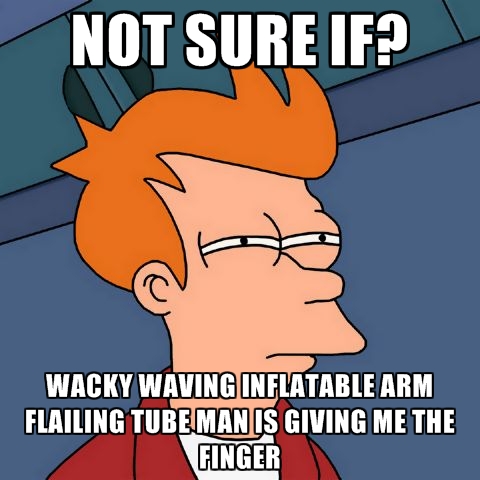 NOT SURE IF?
WACKY WAVING INFLATABLE ARM
FLAILING TUBE MAN IS GIVING ME THE
FINGER